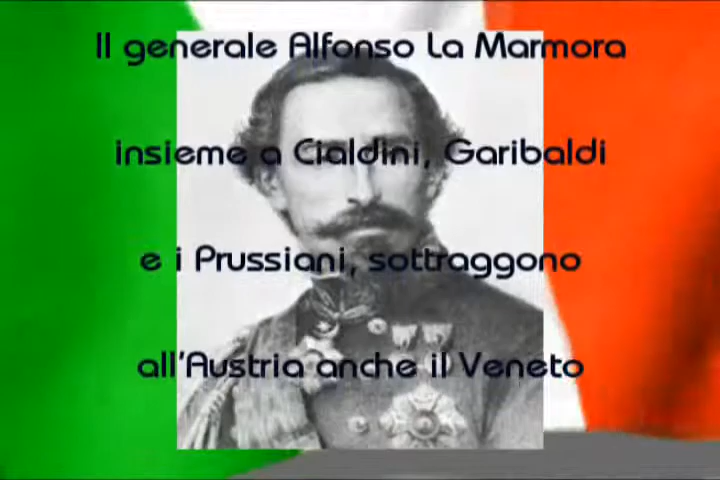 Il generale Alfonso La Marmora
insieme a Cialdini, Garibaldi
e i Prussiani, sottraggono
all'Austria anche il Veneto